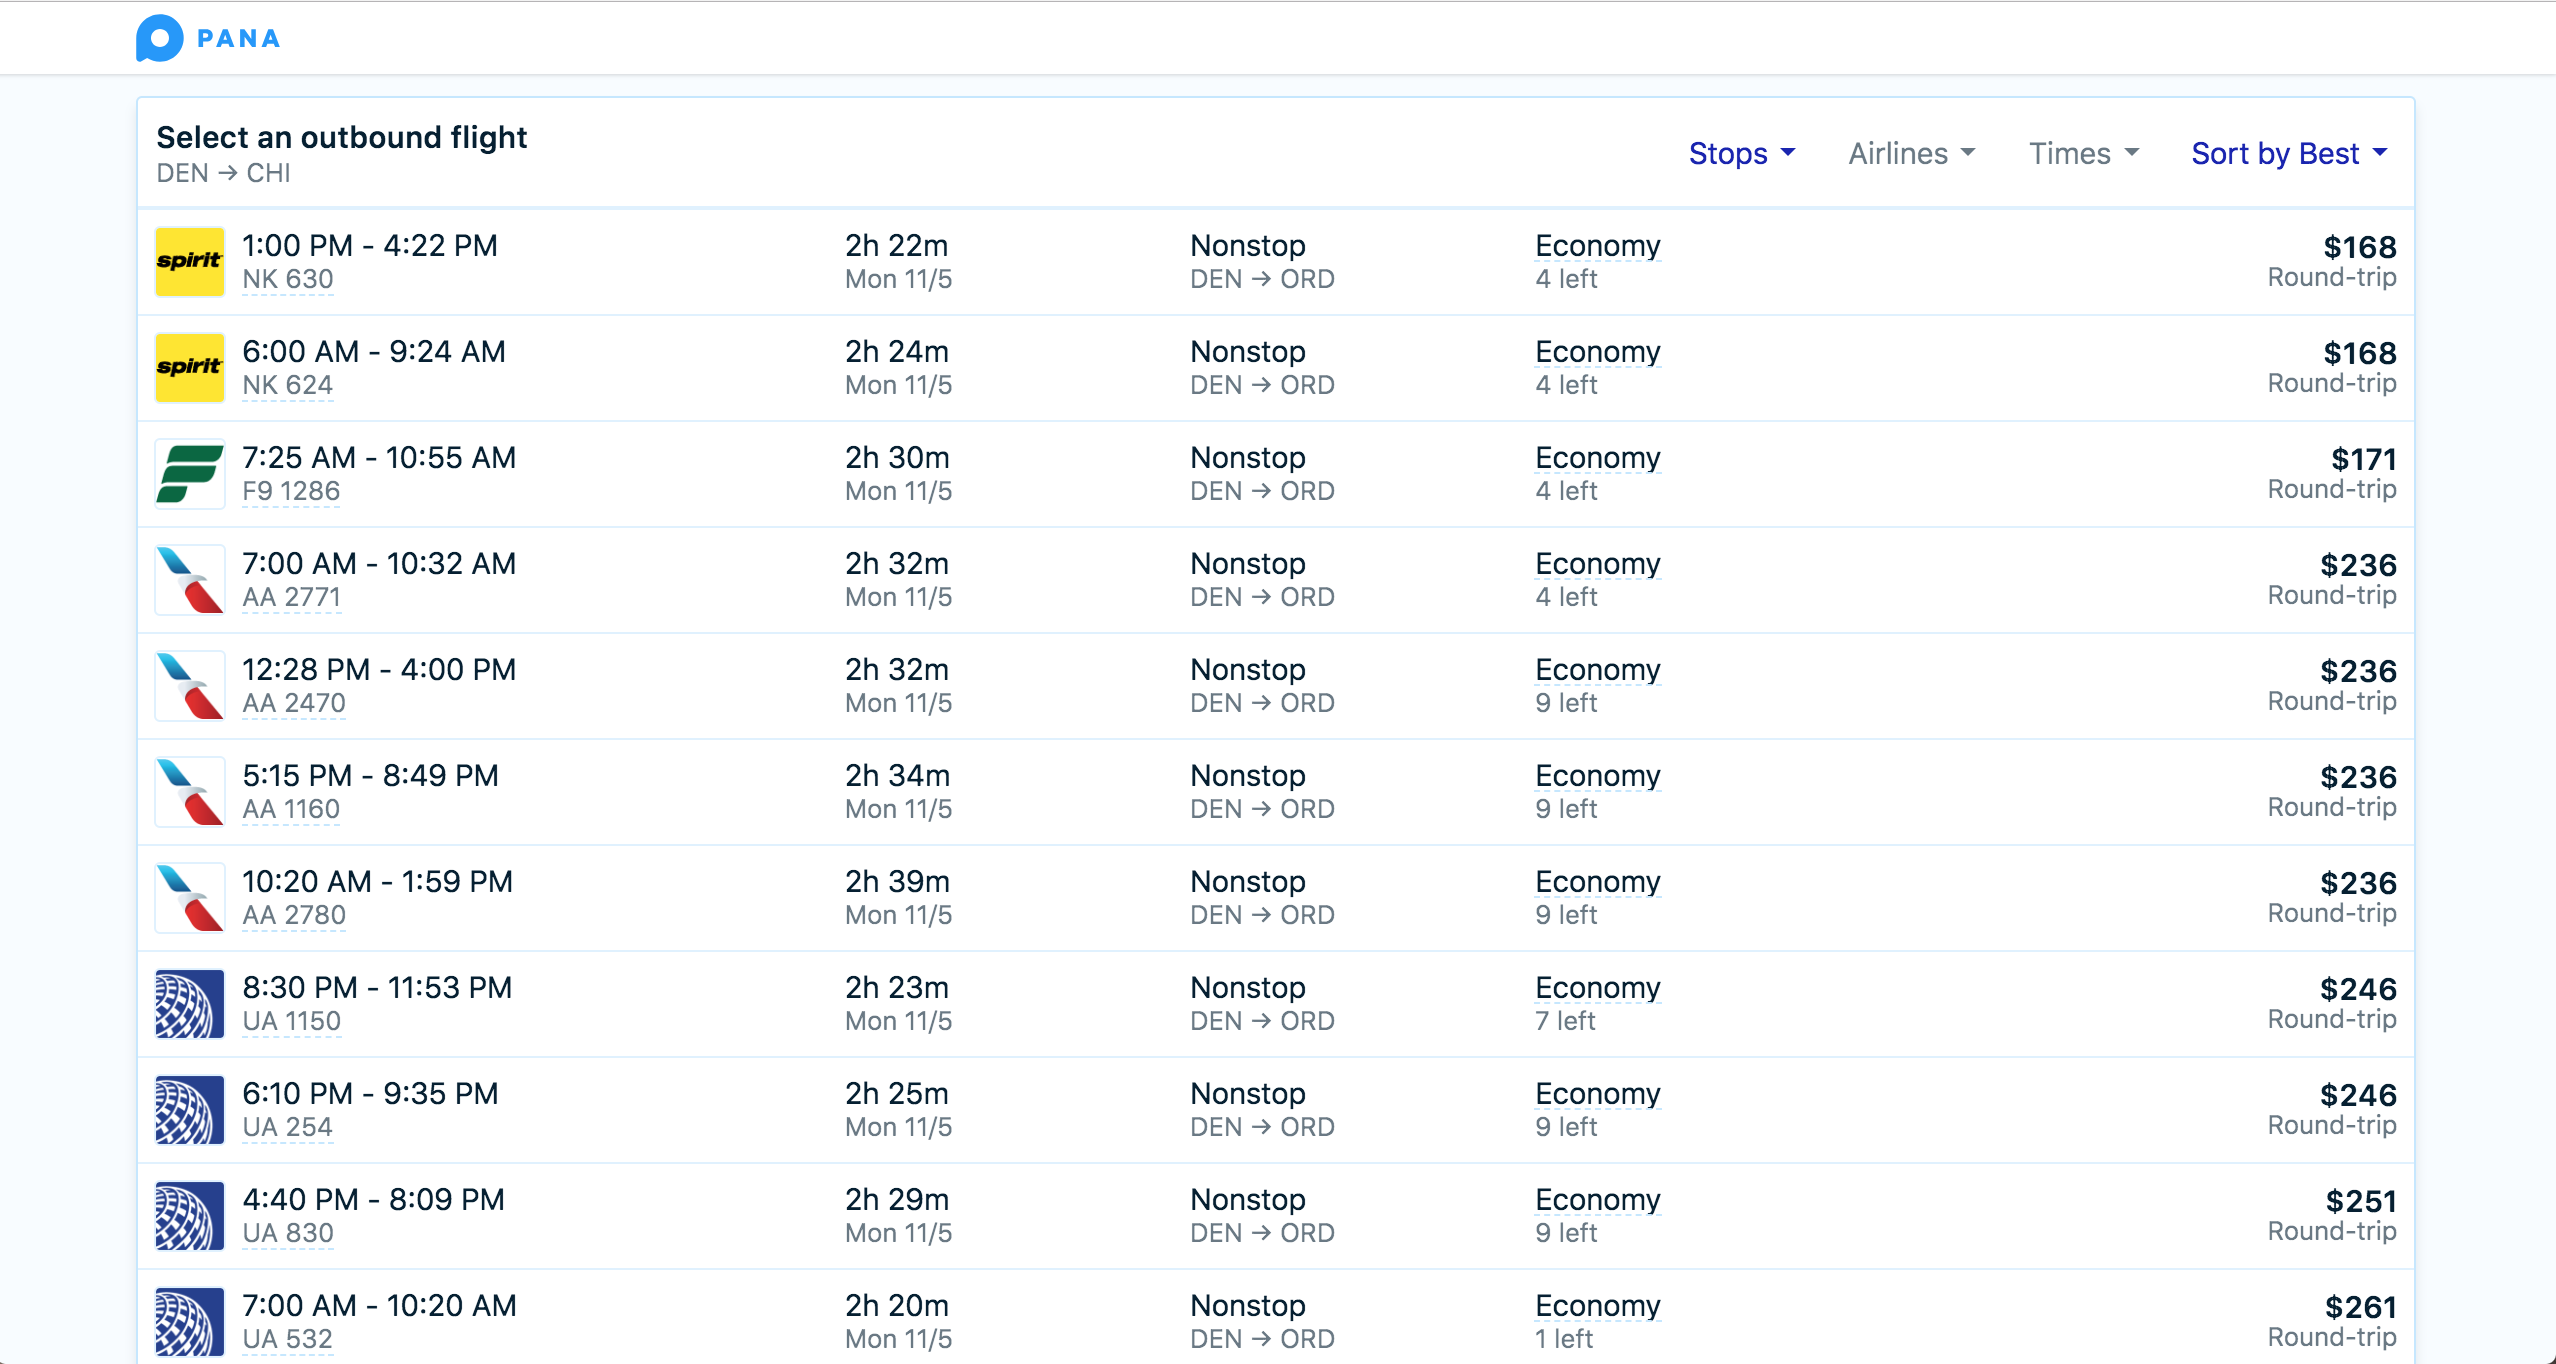 PANA
Select an outbound flight
DEN → CHI
Stops
Airlines
Times
Sort by Best
spirit
1:00 PM - 4:22 PM
NK 630
2h 22m
Mon 11/5
Nonstop
DEN → ORD
Economy
4 left
$168
Round-trip
spirit
6:00 AM - 9:24 AM
NK 624
2h 24m
Mon 11/5
Nonstop
DEN → ORD
Economy
4 left
$168
Round-trip
7:25 AM - 10:55 AM
F9 1286
2h 30m
Mon 11/5
Nonstop
DEN → ORD
Economy
4 left
$171
Round-trip
7:00 AM - 10:32 AM
AA 2771
2h 32m
Mon 11/5
Nonstop
DEN → ORD
Economy
4 left
$236
Round-trip
12:28 PM - 4:00 PM
AA 2470
2h 32m
Mon 11/5
Nonstop
DEN → ORD
Economy
9 left
$236
Round-trip
5:15 PM - 8:49 PM
AA 1160
2h 34m
Mon 11/5
Nonstop
DEN → ORD
Economy
9 left
$236
Round-trip
10:20 AM - 1:59 PM
AA 2780
2h 39m
Mon 11/5
Nonstop
DEN → ORD
Economy
9 left
$236
Round-trip
8:30 PM - 11:53 PM
UA 1150
2h 23m
Mon 11/5
Nonstop
DEN → ORD
Economy
7 left
$246
Round-trip
6:10 PM - 9:35 PM
UA 254
2h 25m
Mon 11/5
Nonstop
DEN → ORD
Economy
9 left
$246
Round-trip
4:40 PM - 8:09 PM
UA 830
2h 29m
Mon 11/5
Nonstop
DEN → ORD
Economy
9 left
$251
Round-trip
7:00 AM - 10:20 AM
UA 532
2h 20m
Mon 11/5
Nonstop
DEN → ORD
Economy
1 left
$261
Round-trip